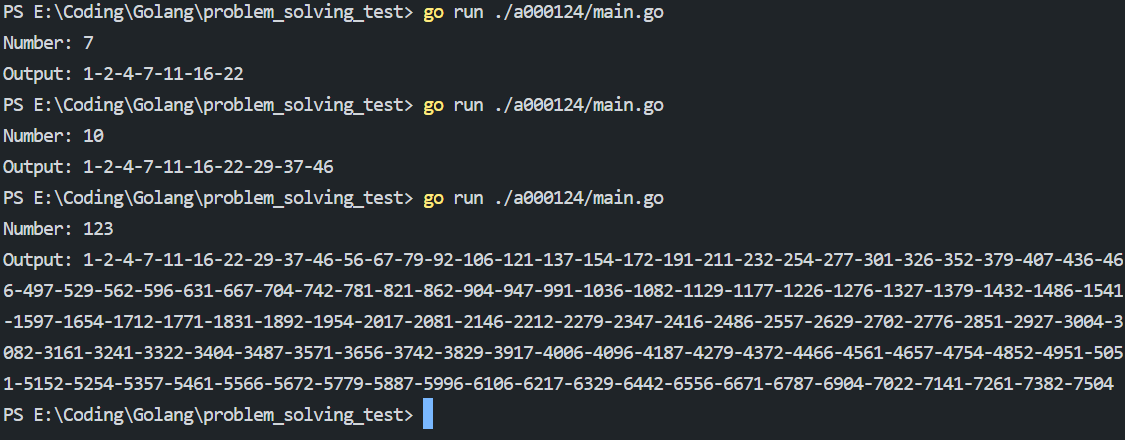 PS E:\Coding\Golang\problem_solving_test> go run ./a000124/main.go
Number: 7
Output: 1-2-4-7-11-16-22
PS E:\Coding\Golang\problem_solving_test> go run ./a000124/main.go
Number: 10
Output: 1-2-4-7-11-16-22-29-37-46
PS E:\Coding\Golang\problem_solving_test> go run ./a000124/main.go
Number: 123
Output: 1-2-4-7-11-16-22-29-37-46-56-67-79-92-106-121-137-154-172-191-211-232-254-277-301-326-352-379-407-436-46
6-497-529-562-596-631-667-704-742-781-821-862-904-947-991-1036-1082-1129-1177-1226-1276-1327-1379-1432-1486-1541
-1597-1654-1712-1771-1831-1892-1954-2017-2081-2146-2212-2279-2347-2416-2486-2557-2629-2702-2776-2851-2927-3004-3
082-3161-3241-3322-3404-3487-3571-3656-3742-3829-3917-4006-4096-4187-4279-4372-4466-4561-4657-4754-4852-4951-505
1-5152-5254-5357-5461-5566-5672-5779-5887-5996-6106-6217-6329-6442-6556-6671-6787-6904-7022-7141-7261-7382-7504
PS E:\Coding\Golang\problem_solving_test>